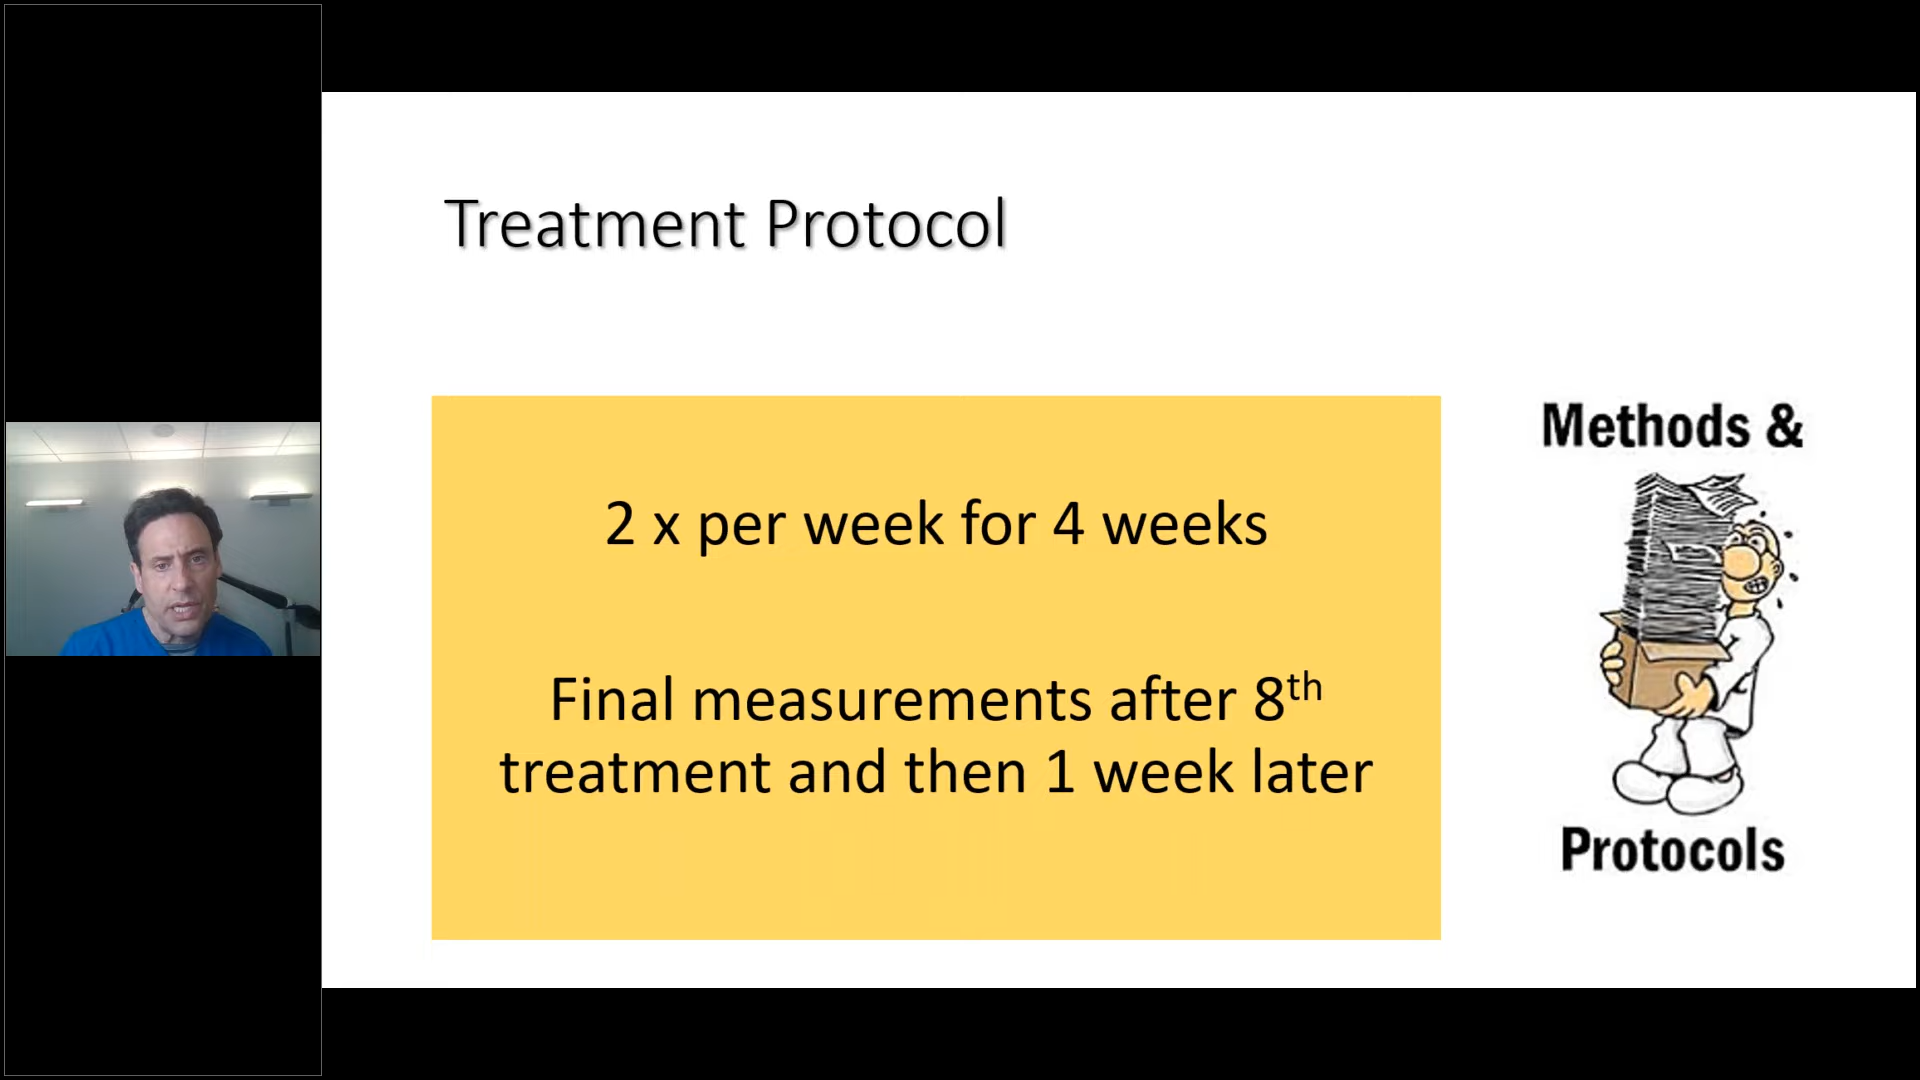 Treatment Protocol
2 x per week for 4 weeks
Final measurements after 8th
treatment and then 1 week later
Methods &
Protocols